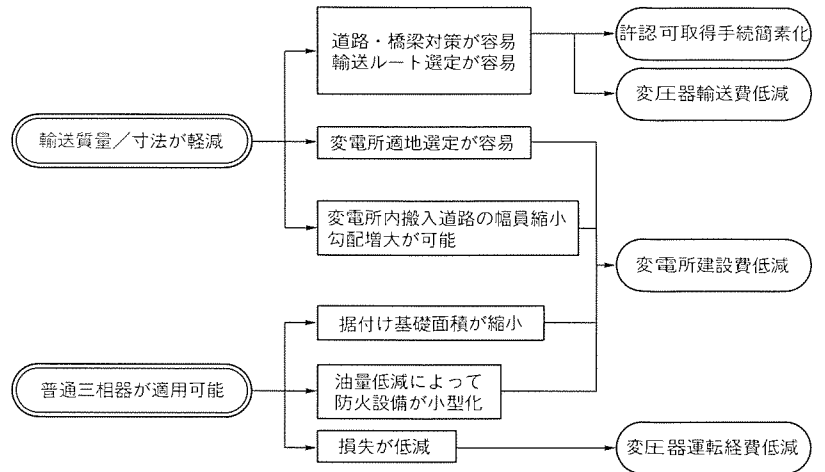 道路・橋梁対策が容易
輸送ルート選定が容易
許認可取得手続簡素化
変圧器輸送費低減
輸送質量／寸法が軽減
変電所適地選定が容易
変電所内搬入道路の幅員縮小
勾配増大が可能
変電所建設費低減
据付け基礎面積が縮小
普通三相器が適用可能
油量低減によって
防火設備が小型化
損失が低減
変圧器運転経費低減